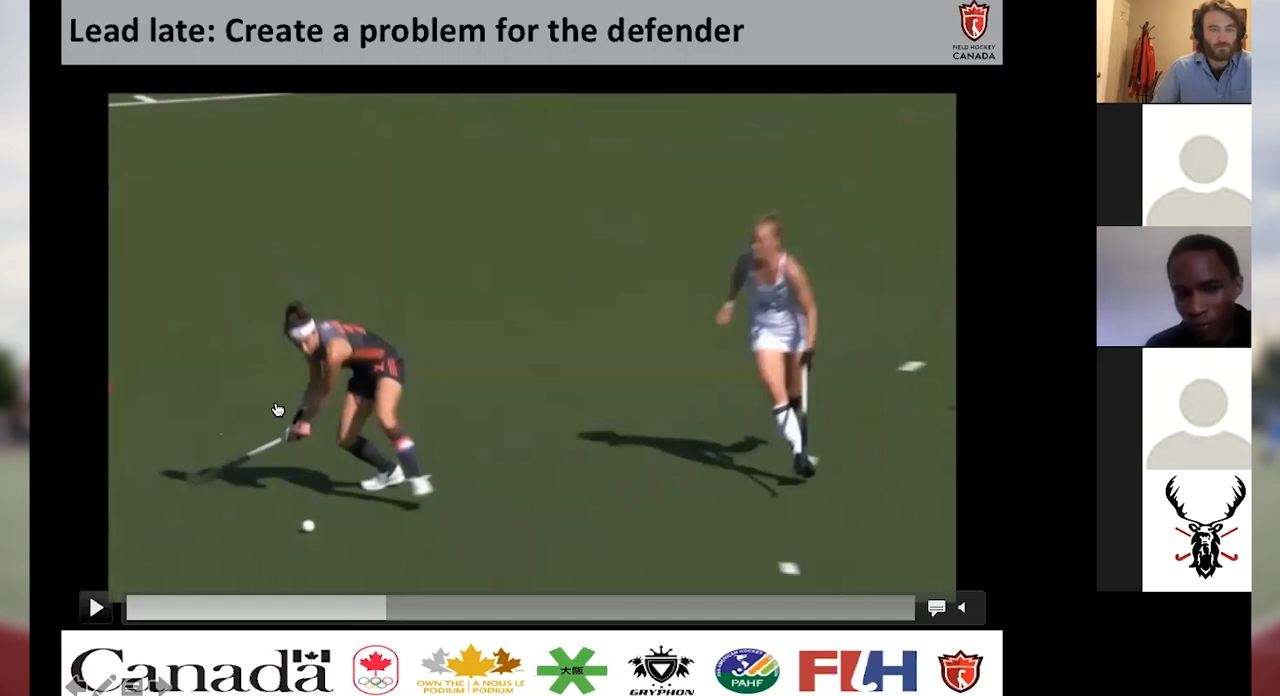 Lead late: Create a problem for the defender
FIELD HOCKEY
CANADA
Canada
OWN THE PODIUM | À NOUS LE PODIUM
大阪
GRYPHON
PAHF
FIH